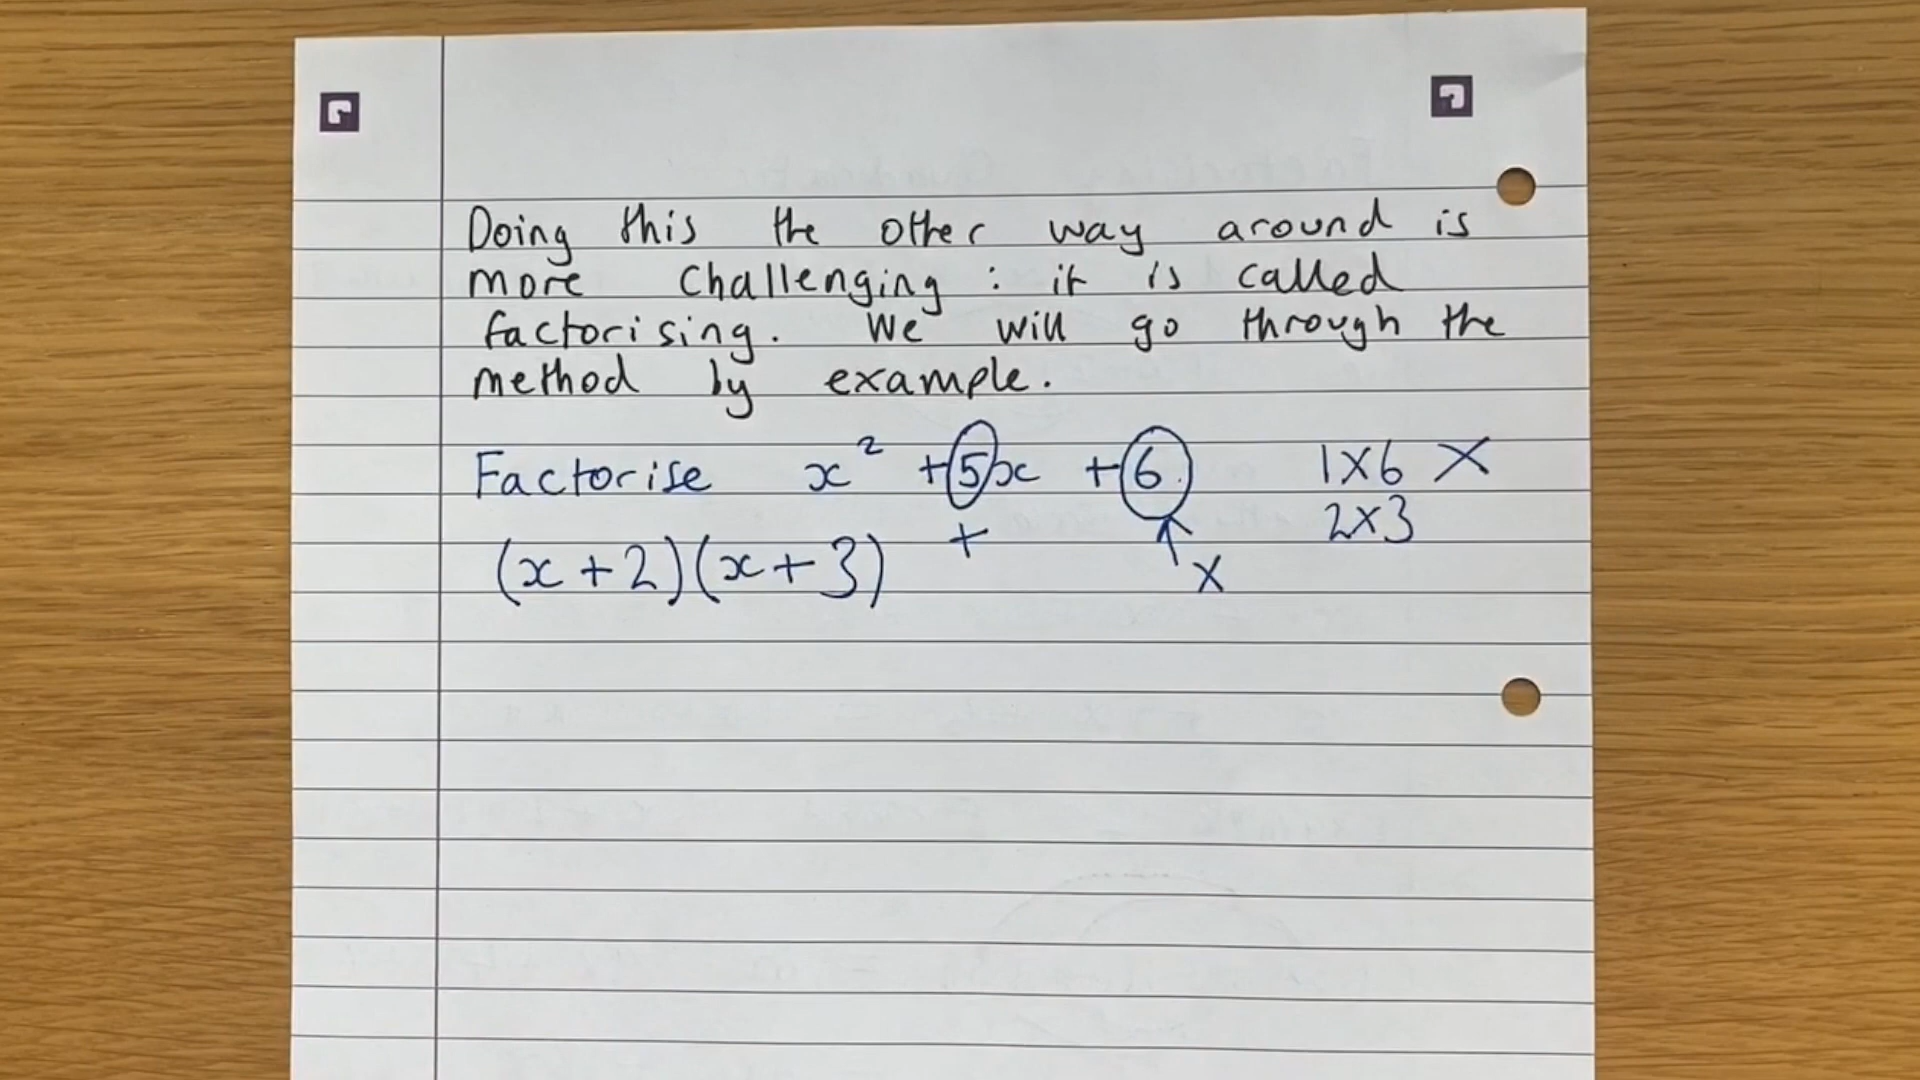 Doing this the other way around is
more challenging: it is called
factorising. We will go through the
method by example.
Factorise x² +5x +6 1x6 X
2x3
+
(x+2)(x+3)
x